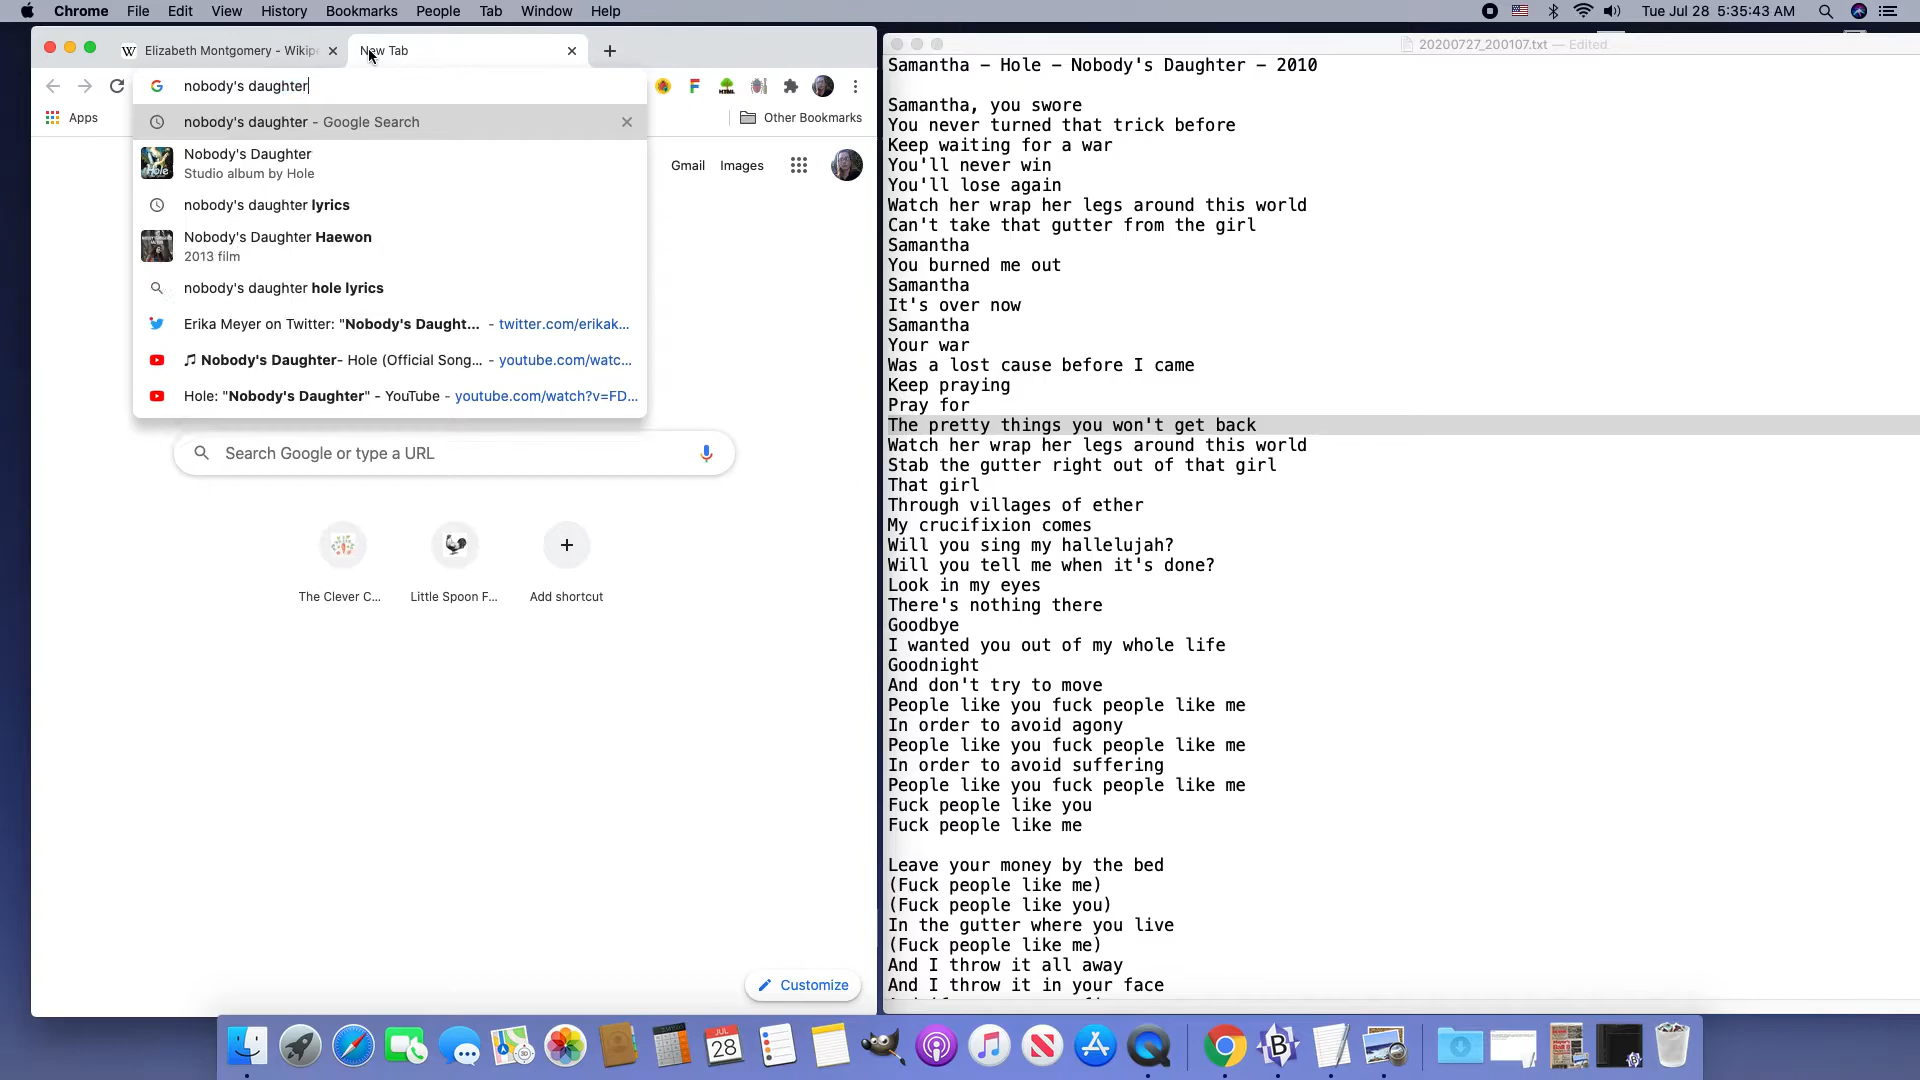 Chrome File Edit View History Bookmarks People Tab Window Help Tue Jul 28 5:35:43 AM
Elizabeth Montgomery - Wikip
New Tab
nobody's daughter
Apps
nobody's daughter - Google Search
Other Bookmarks
Nobody's Daughter
Studio album by Hole
Gmail Images
nobody's daughter lyrics
Nobody's Daughter Haewon
2013 film
nobody's daughter hole lyrics
Erika Meyer on Twitter: "Nobody's Daught... - twitter.com/erikak...
Nobody's Daughter- Hole (Official Song... - youtube.com/watc...
Hole: "Nobody's Daughter" - YouTube - youtube.com/watch?v=FD...
Search Google or type a URL
The Clever C... Little Spoon F... Add shortcut
Customize
20200727_200107.txt — Edited
Samantha – Hole – Nobody's Daughter – 2010
Samantha, you swore
You never turned that trick before
Keep waiting for a war
You'll never win
You'll lose again
Watch her wrap her legs around this world
Can't take that gutter from the girl
Samantha
You burned me out
Samantha
It's over now
Samantha
Your war
Was a lost cause before I came
Keep praying
Pray for
The pretty things you won't get back
Watch her wrap her legs around this world
Stab the gutter right out of that girl
That girl
Through villages of ether
My crucifixion comes
Will you sing my hallelujah?
Will you tell me when it's done?
Look in my eyes
There's nothing there
Goodbye
I wanted you out of my whole life
Goodnight
And don't try to move
People like you fuck people like me
In order to avoid agony
People like you fuck people like me
In order to avoid suffering
People like you fuck people like me
Fuck people like you
Fuck people like me
Leave your money by the bed
(Fuck people like me)
(Fuck people like you)
In the gutter where you live
(Fuck people like me)
And I throw it all away
And I throw it in your face
JUL
28